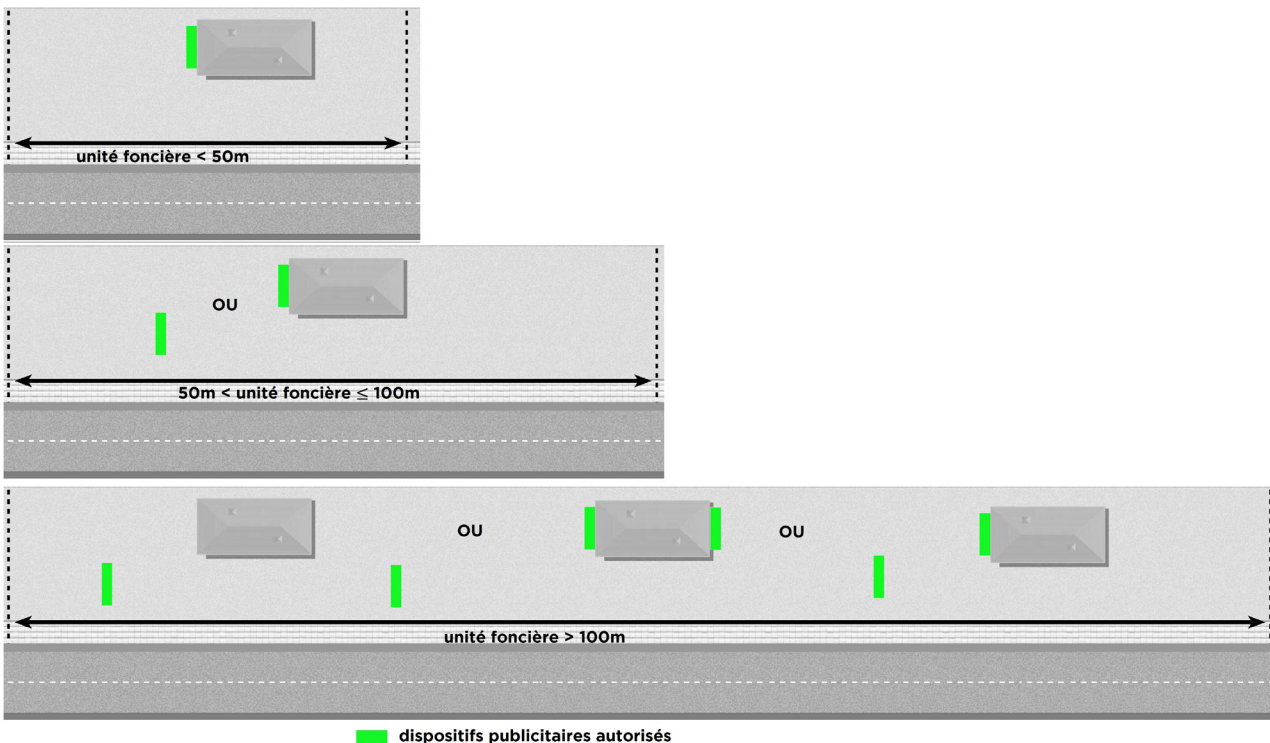 unité foncière < 50m
OU
50m < unité foncière ≤ 100m
OU
OU
unité foncière > 100m
dispositifs publicitaires autorisés